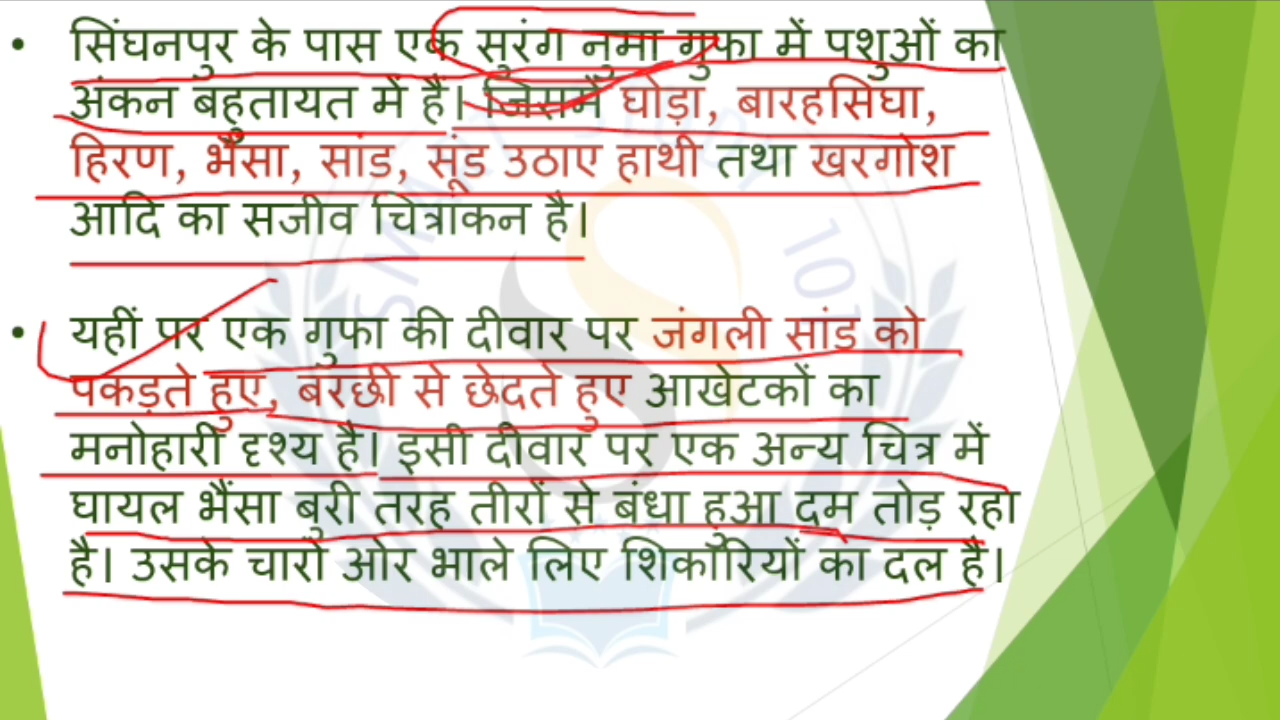 • सिंघनपुर के पास एक सुरंग नुमा गुफा में पशुओं का
अंकन बहुतायत में है। जिसमें घोड़ा, बारहसिंघा,
हिरण, भैंसा, सांड, सूंड उठाए हाथी तथा खरगोश
आदि का सजीव चित्रांकन है।
• यहीं पर एक गुफा की दीवार पर जंगली सांड को
पकड़ते हुए, बरछी से छेदते हुए आखेटकों का
मनोहारी दृश्य है। इसी दीवार पर एक अन्य चित्र में
घायल भैंसा बुरी तरह तीरों से बंधा हुआ दम तोड़ रहा
है। उसके चारों ओर भाले लिए शिकारियों का दल है।